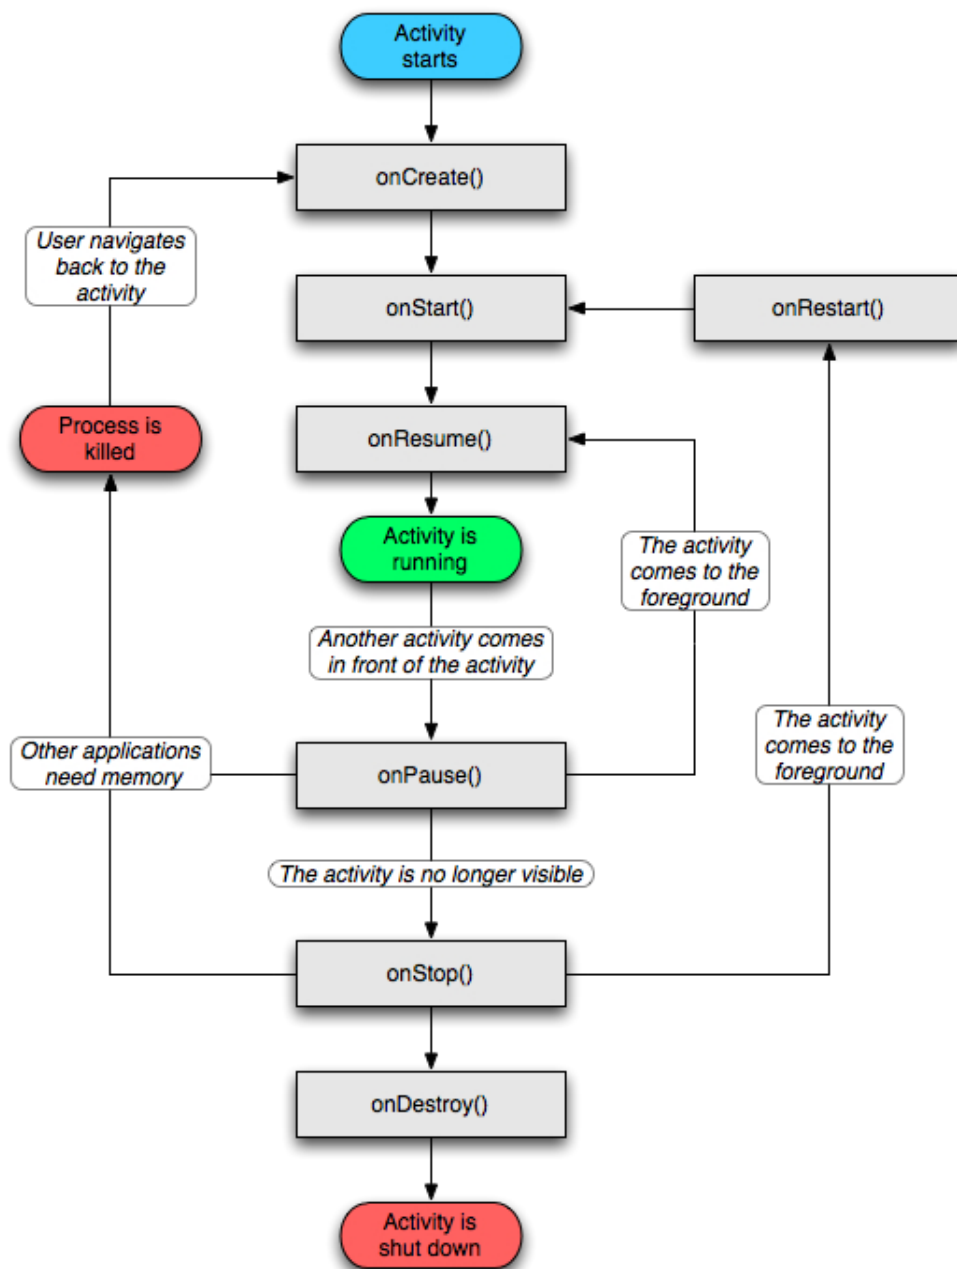 Activity
starts
onCreate()
User navigates
back to the
activity
onStart()
onRestart()
Process is
killed
onResume()
Activity is
running
The activity
comes to the
foreground
Another activity comes
in front of the activity
The activity
comes to the
foreground
Other applications
need memory
onPause()
The activity is no longer visible
onStop()
onDestroy()
Activity is
shut down